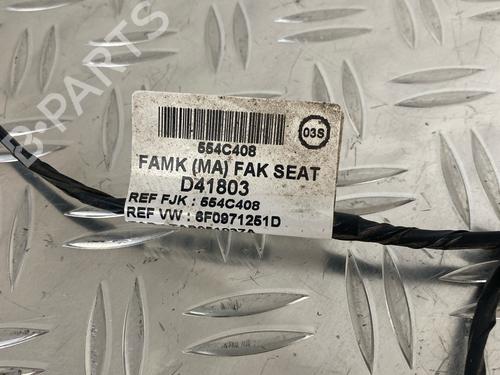 B-PARTS
03S
554C408
FAMK (MA) FAK SEAT
D41803
REF FJK : 554C408
REF VW : 6F0971251D